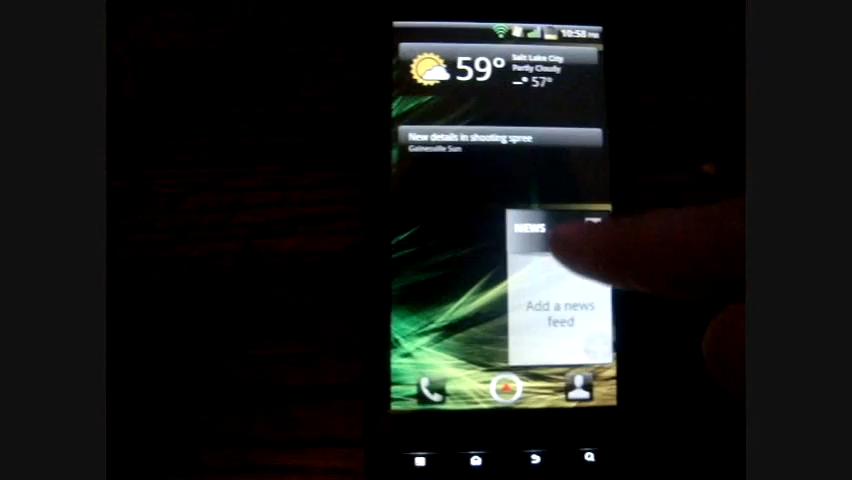 10:58 PM
59°
Salt Lake City
Partly Cloudy
57°
New details in shooting spree
Gainesville Sun
NEWS
Add a news
feed